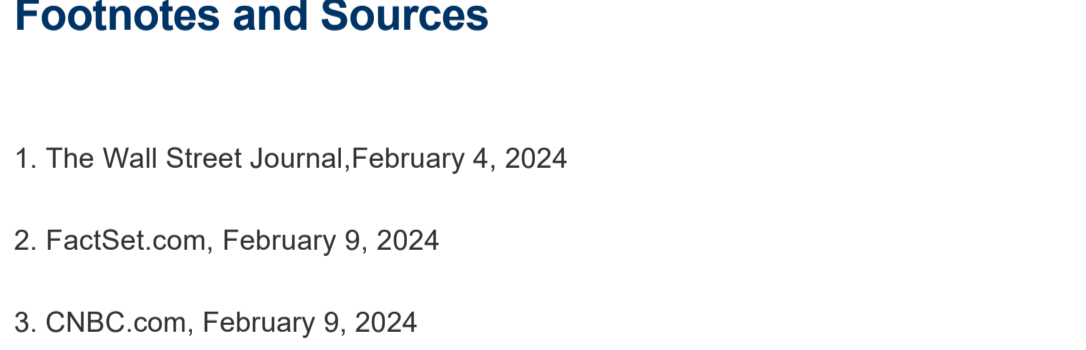 Footnotes and Sources
1. The Wall Street Journal,February 4, 2024
2. FactSet.com, February 9, 2024
3. CNBC.com, February 9, 2024